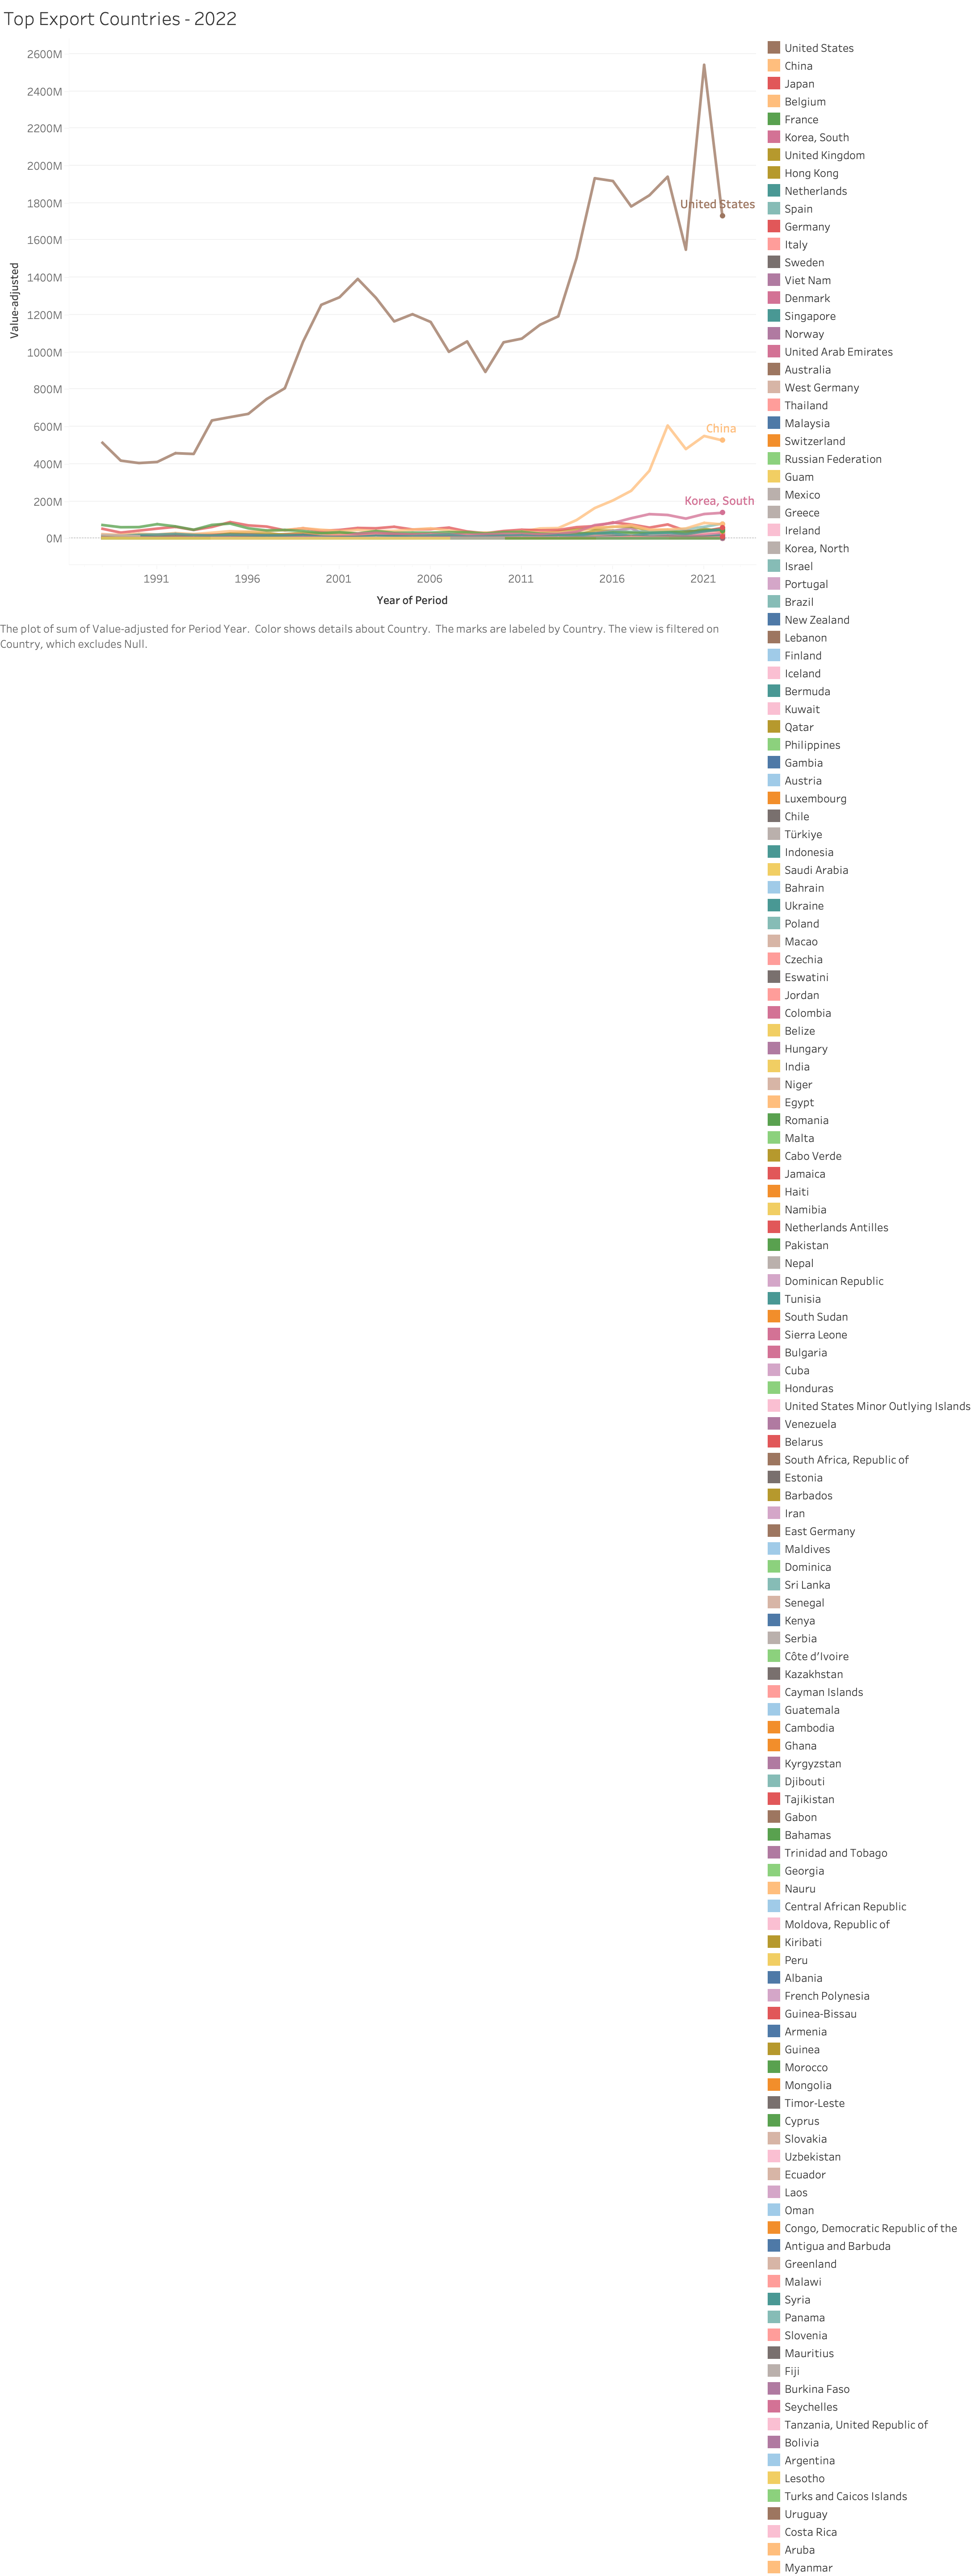 Top Export Countries - 2022
2600M
2400M
2200M
2000M
1800M
1600M
1400M
1200M
1000M
800M
600M
400M
200M
0M
Value-adjusted
United States
China
Korea, South
1991
1996
2001
2006
2011
2016
2021
Year of Period
The plot of sum of Value-adjusted for Period Year.  Color shows details about Country.  The marks are labeled by Country. The view is filtered on
Country, which excludes Null.
United States
China
Japan
Belgium
France
Korea, South
United Kingdom
Hong Kong
Netherlands
Spain
Germany
Italy
Sweden
Viet Nam
Denmark
Singapore
Norway
United Arab Emirates
Australia
West Germany
Thailand
Malaysia
Switzerland
Russian Federation
Guam
Mexico
Greece
Ireland
Korea, North
Israel
Portugal
Brazil
New Zealand
Lebanon
Finland
Iceland
Bermuda
Kuwait
Qatar
Philippines
Gambia
Austria
Luxembourg
Chile
Türkiye
Indonesia
Saudi Arabia
Bahrain
Ukraine
Poland
Macao
Czechia
Eswatini
Jordan
Colombia
Belize
Hungary
India
Niger
Egypt
Romania
Malta
Cabo Verde
Jamaica
Haiti
Namibia
Netherlands Antilles
Pakistan
Nepal
Dominican Republic
Tunisia
South Sudan
Sierra Leone
Bulgaria
Cuba
Honduras
United States Minor Outlying Islands
Venezuela
Belarus
South Africa, Republic of
Estonia
Barbados
Iran
East Germany
Maldives
Dominica
Sri Lanka
Senegal
Kenya
Serbia
Côte d'Ivoire
Kazakhstan
Cayman Islands
Guatemala
Cambodia
Ghana
Kyrgyzstan
Djibouti
Tajikistan
Gabon
Bahamas
Trinidad and Tobago
Georgia
Nauru
Central African Republic
Moldova, Republic of
Kiribati
Peru
Albania
French Polynesia
Guinea-Bissau
Armenia
Guinea
Morocco
Mongolia
Timor-Leste
Cyprus
Slovakia
Uzbekistan
Ecuador
Laos
Oman
Congo, Democratic Republic of the
Antigua and Barbuda
Greenland
Malawi
Syria
Panama
Slovenia
Mauritius
Fiji
Burkina Faso
Seychelles
Tanzania, United Republic of
Bolivia
Argentina
Lesotho
Turks and Caicos Islands
Uruguay
Costa Rica
Aruba
Myanmar